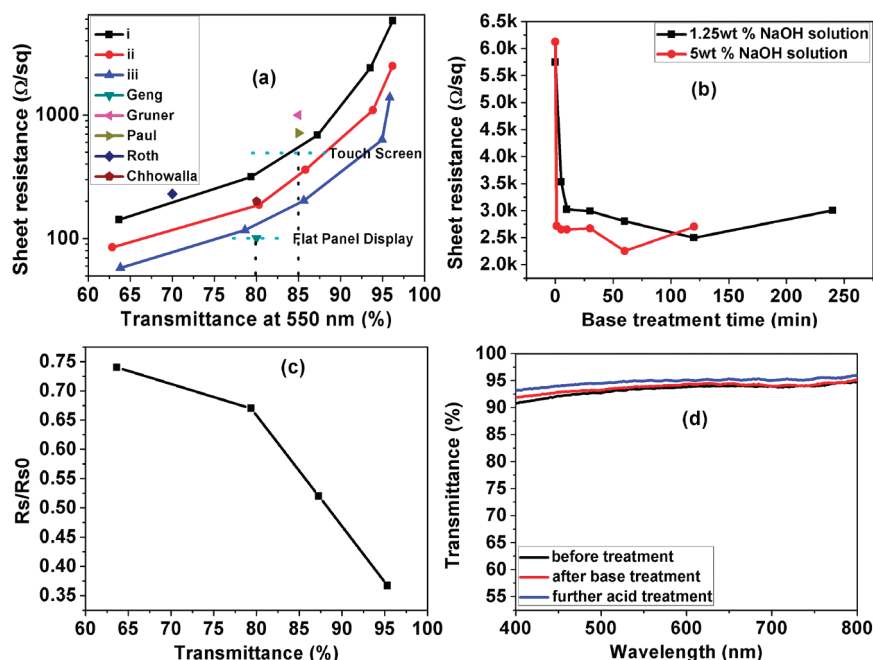 (a)
i
ii
iii
Geng
Gruner
Paul
Roth
Chhowalla
Touch Screen
Flat Panel Display
Sheet resistance (Ω/sq)
1000
100
60 65 70 75 80 85 90 95 100
Transmittance at 550 nm (%)
(b)
1.25wt % NaOH solution
5wt % NaOH solution
Sheet resistance (Ω/sq)
6.5k
6.0k
5.5k
5.0k
4.5k
4.0k
3.5k
3.0k
2.5k
2.0k
0 50 100 150 200 250
Base treatment time (min)
(c)
Rs/Rs0
0.75
0.70
0.65
0.60
0.55
0.50
0.45
0.40
0.35
60 65 70 75 80 85 90 95 100
Transmittance (%)
(d)
Transmittance (%)
100
95
90
85
80
75
70
65
60
55
before treatment
after base treatment
further acid treatment
400 500 600 700 800
Wavelength (nm)